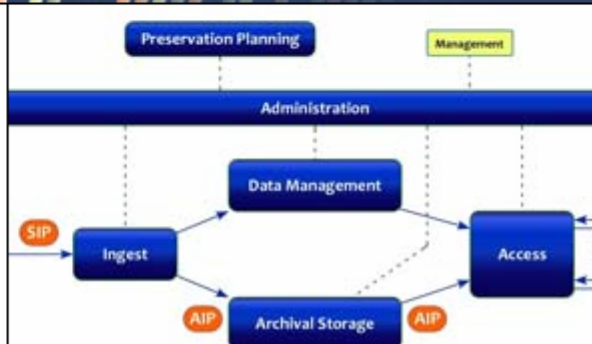 Preservation Planning
Management
Administration
Data Management
SIP
Ingest
Access
AIP
Archival Storage
AIP